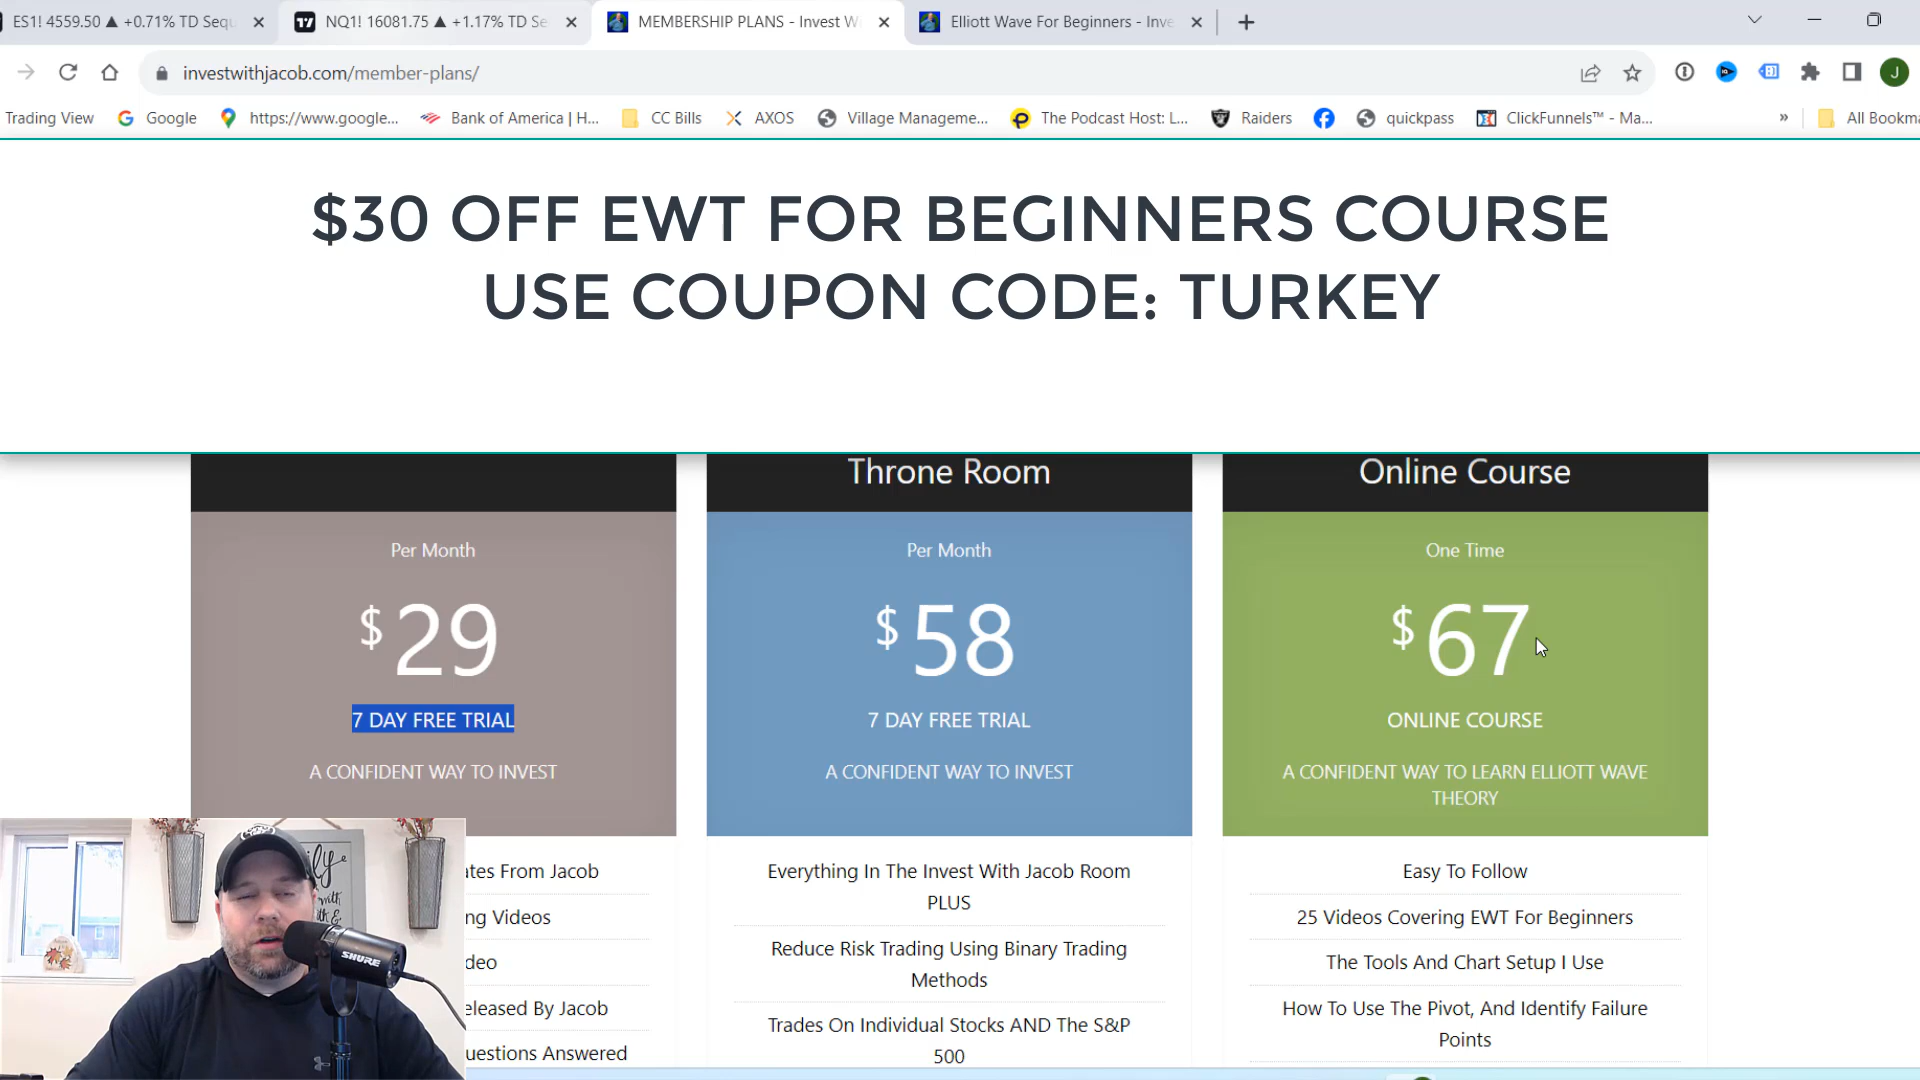 ES1! 4559.50 ▲ +0.71% TD Sequ
NQ1! 16081.75 ▲ +1.17% TD Se
MEMBERSHIP PLANS - Invest W
Elliott Wave For Beginners - Inve
investwithjacob.com/member-plans/
J
Trading View
Google
https://www.google...
Bank of America | H...
CC Bills
AXOS
Village Manageme...
The Podcast Host: L...
Raiders
quickpass
ClickFunnels™ - Ma...
»
All Bookma
$30 OFF EWT FOR BEGINNERS COURSE
USE COUPON CODE: TURKEY
Throne Room
Online Course
Per Month
Per Month
One Time
$29
$58
$67
7 DAY FREE TRIAL
7 DAY FREE TRIAL
ONLINE COURSE
A CONFIDENT WAY TO INVEST
A CONFIDENT WAY TO INVEST
A CONFIDENT WAY TO LEARN ELLIOTT WAVE
THEORY
ates From Jacob
ng Videos
deo
eleased By Jacob
uestions Answered
Everything In The Invest With Jacob Room
PLUS
Reduce Risk Trading Using Binary Trading
Methods
Trades On Individual Stocks AND The S&P
500
Easy To Follow
25 Videos Covering EWT For Beginners
The Tools And Chart Setup I Use
How To Use The Pivot, And Identify Failure
Points
SHURE